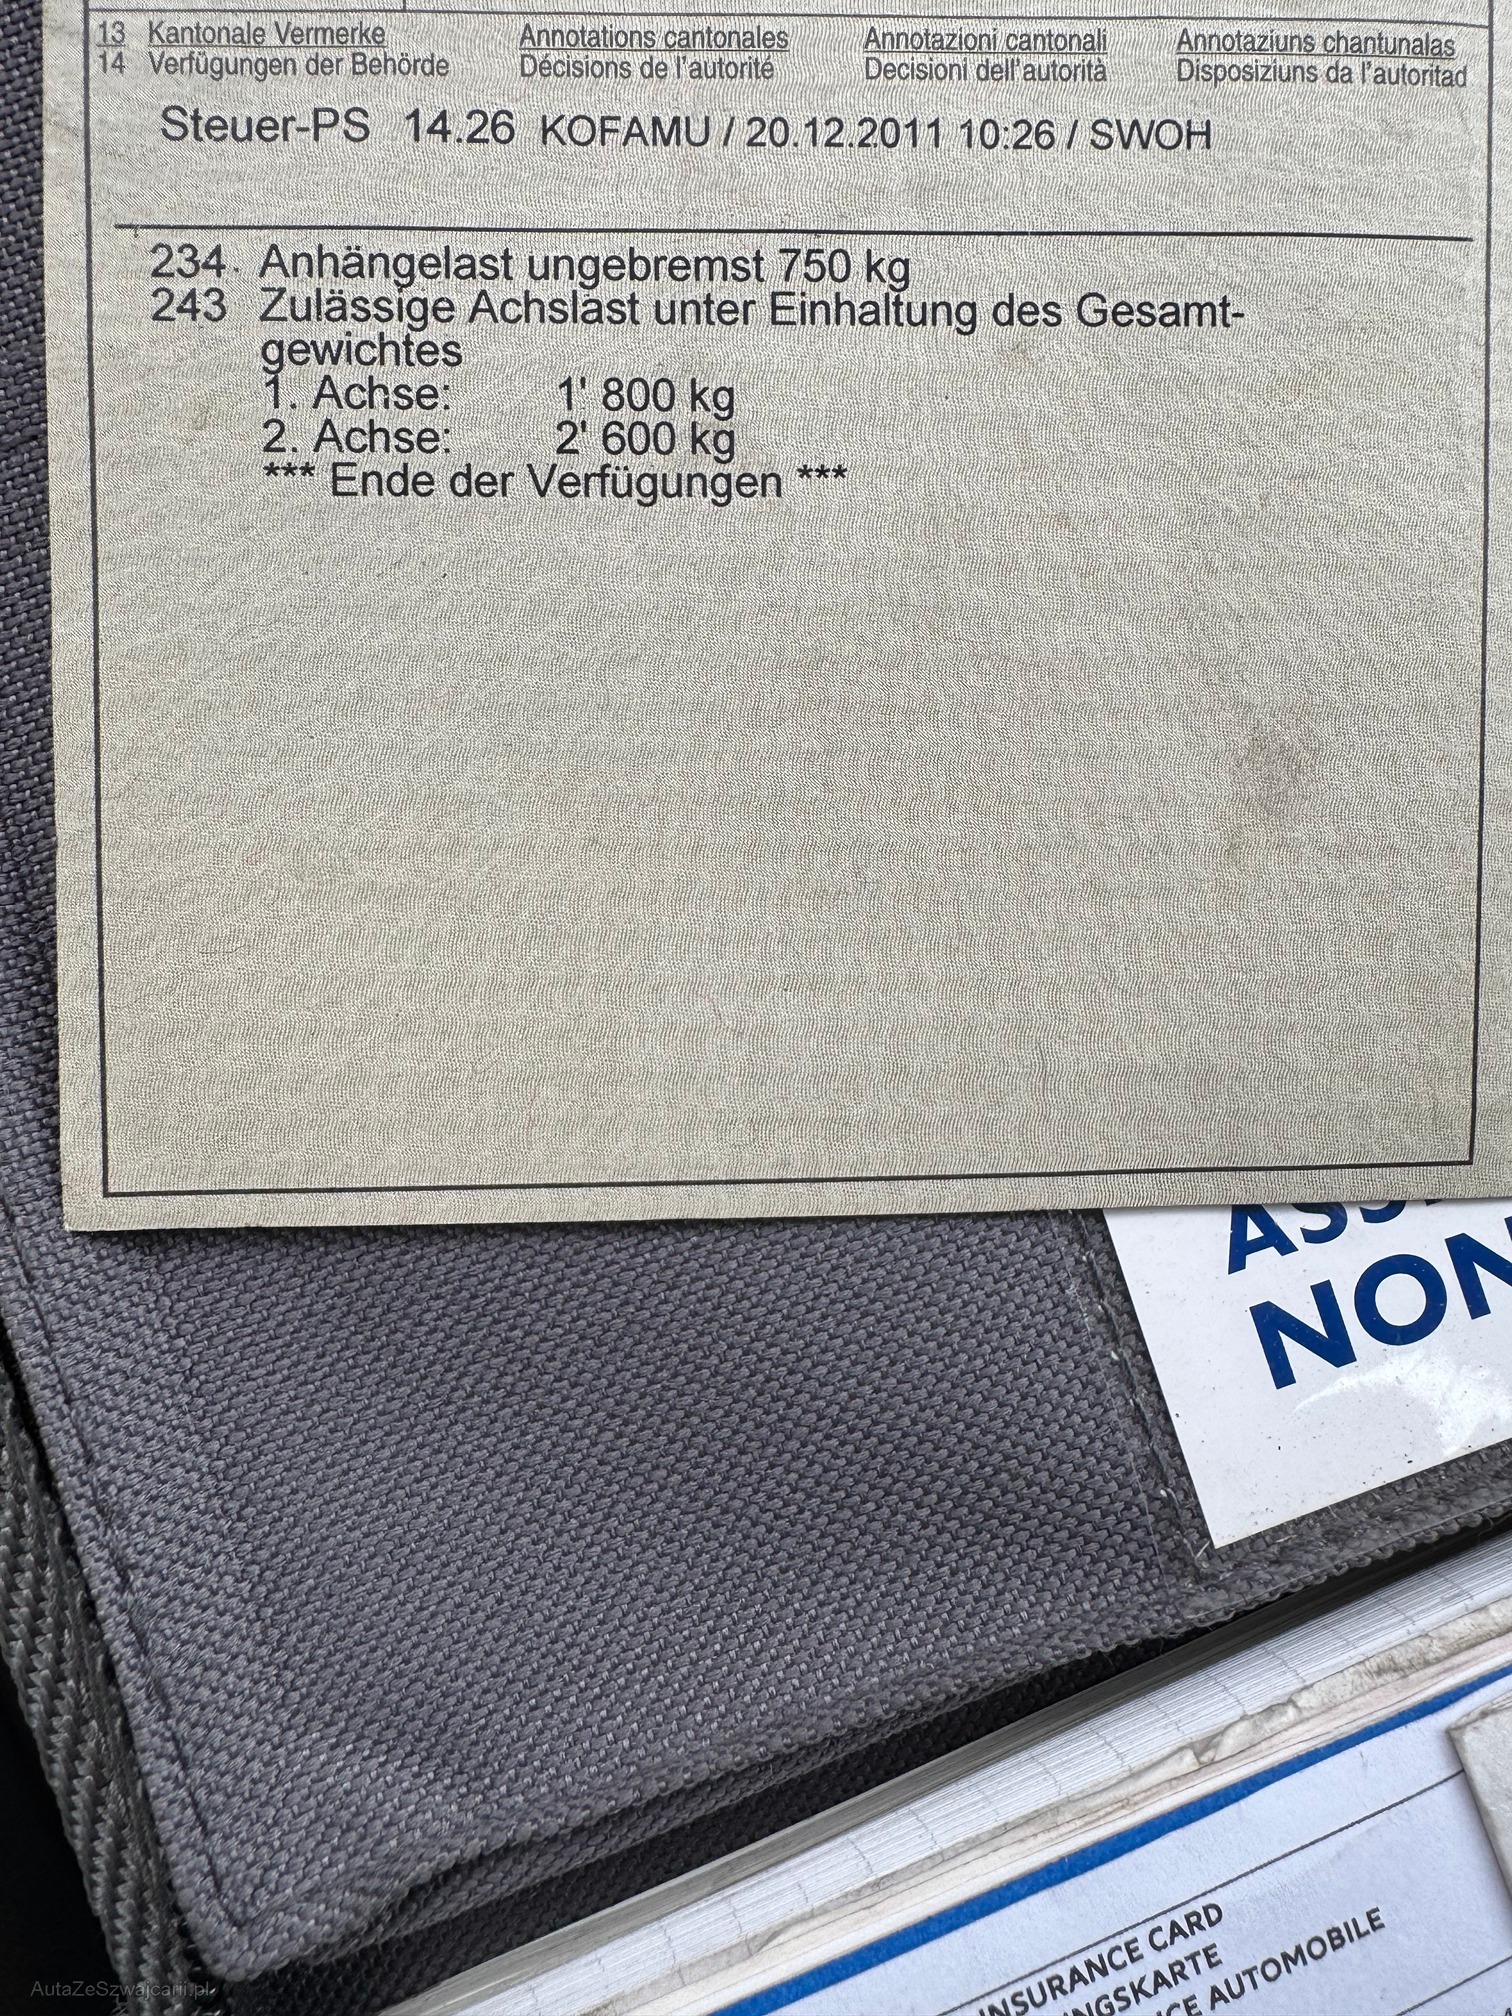 13 Kantonale Vermerke Annotations cantonales Annotazioni cantonali Annotaziuns chantunalas
14 Verfügungen der Behörde Décisions de l'autorité Decisioni dell'autorità Disposiziuns da l'autoritad
Steuer-PS 14.26 KOFAMU / 20.12.2011 10:26 / SWOH
234. Anhängelast ungebremst 750 kg
243 Zulässige Achslast unter Einhaltung des Gesamt-
gewichtes
1. Achse: 1' 800 kg
2. Achse: 2' 600 kg
*** Ende der Verfügungen ***
NON
INSURANCE CARD
NGSKARTE
CE AUTOMOBILE
AutaZeSzwajcarii.pl